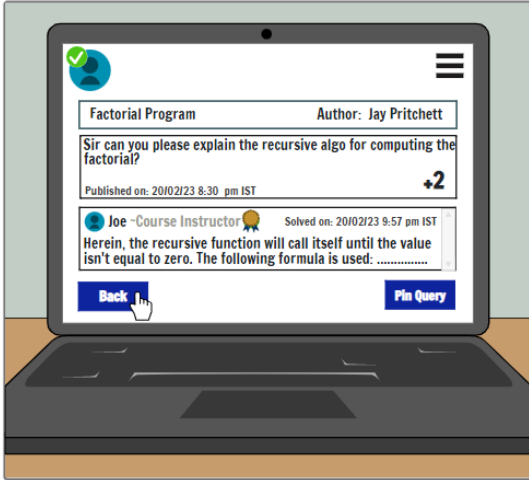 Factorial Program Author: Jay Pritchett
Sir can you please explain the recursive algo for computing the
factorial?
+2
Published on: 20/02/23 8:30 pm IST
Joe ~Course Instructor Solved on: 20/02/23 9:57 pm IST
Herein, the recursive function will call itself until the value
isn't equal to zero. The following formula is used: ...............
Back Pin Query